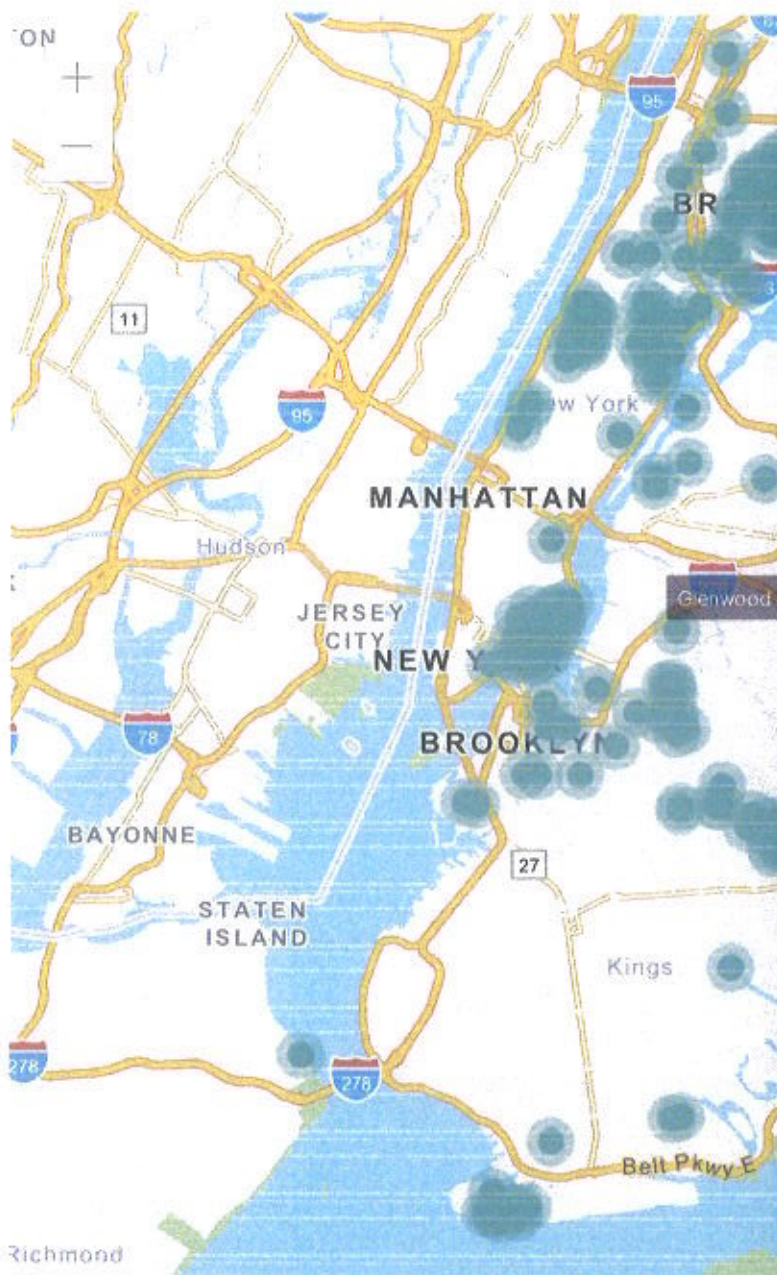 ON
+
−
95
BR
11
95
ew York
MANHATTAN
Hudson
Glenwood
JERSEY
CITY
NEW Y
78
BROOKLYN
BAYONNE
27
STATEN
ISLAND
Kings
278
278
Belt Pkwy E
Richmond